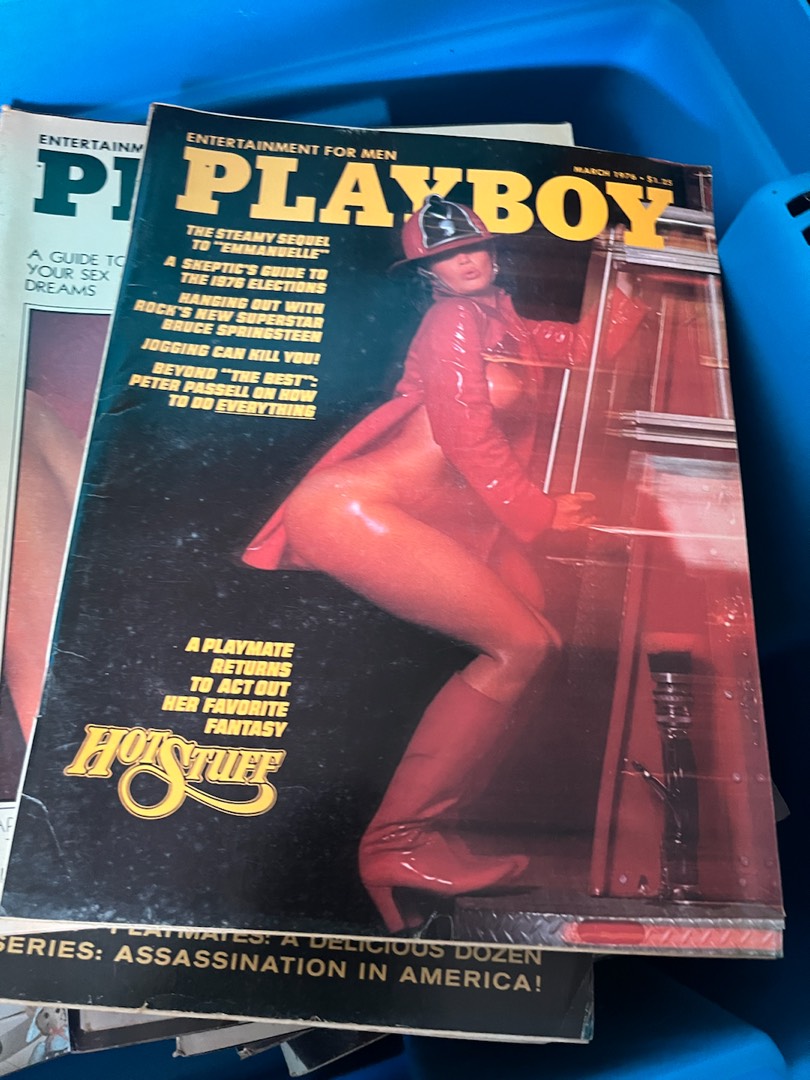 ENTERTAINMENT FOR MEN
PLAYBOY
MARCH 1976 • $1.25
THE STEAMY SEQUEL
TO "EMMANUELLE"
A SKEPTIC'S GUIDE TO
THE 1976 ELECTIONS
HANGING OUT WITH
ROCK'S NEW SUPERSTAR
BRUCE SPRINGSTEEN
JOGGING CAN KILL YOU!
BEYOND "THE BEST":
PETER PASSELL ON HOW
TO DO EVERYTHING
A PLAYMATE
RETURNS
TO ACT OUT
HER FAVORITE
FANTASY
HOT STUFF
ENTERTAINM
PL
A GUIDE TO
YOUR SEX
DREAMS
PLAYMATES: A DELICIOUS DOZEN
SERIES: ASSASSINATION IN AMERICA!